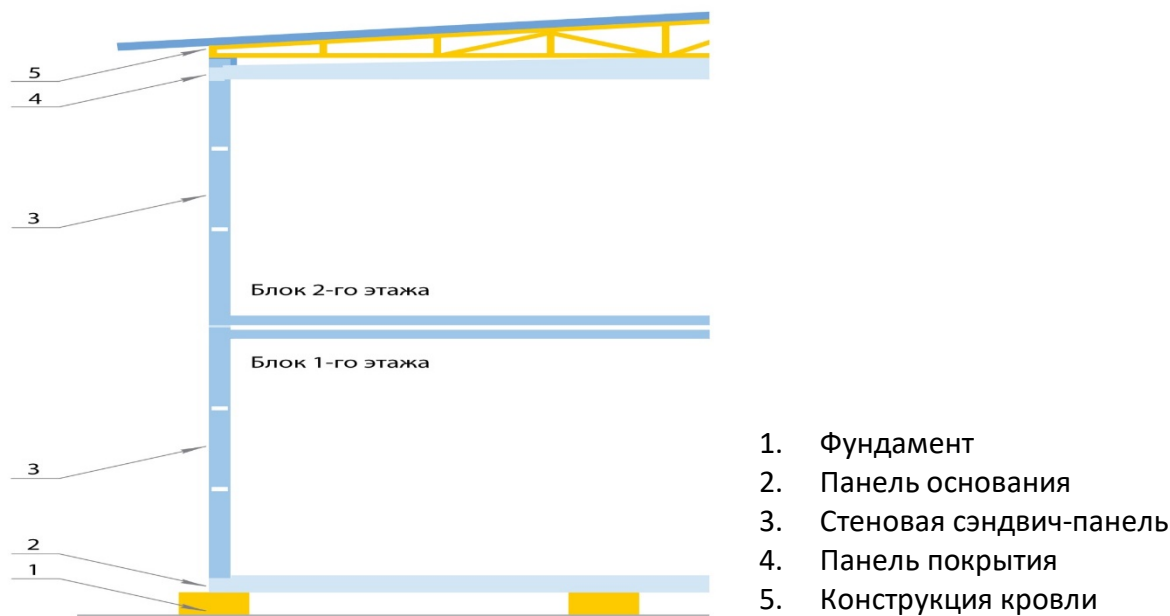 5
4
3
Блок 2-го этажа
Блок 1-го этажа
3
2
1
1. Фундамент
2. Панель основания
3. Стеновая сэндвич-панель
4. Панель покрытия
5. Конструкция кровли